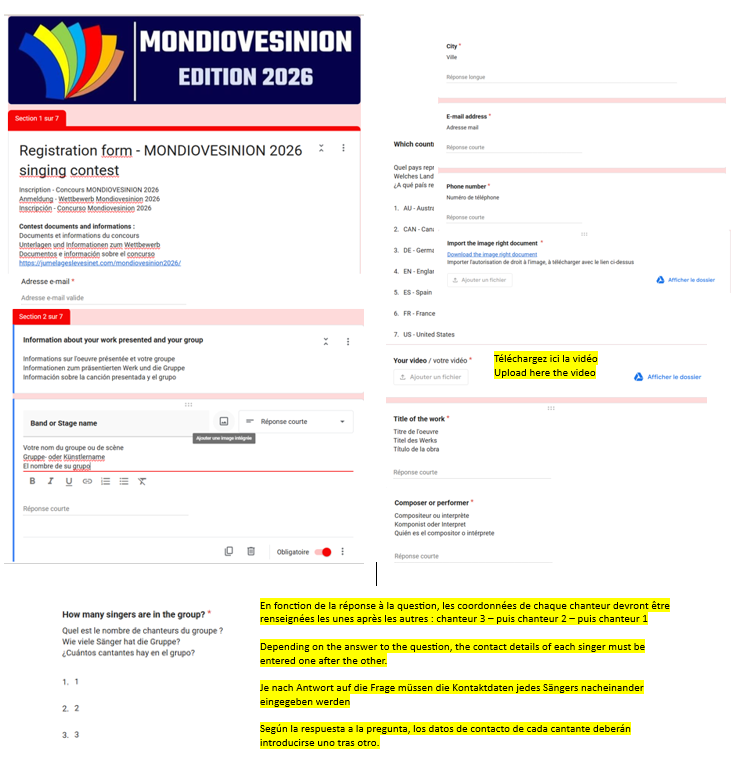 MONDIOVESINION
EDITION 2026
Section 1 sur 7
Registration form - MONDIOVESINION 2026
singing contest
Inscription - Concours MONDIOVESINION 2026
Anmeldung - Wettbewerb Mondiovesinion 2026
Inscripción - Concurso Mondiovesinion 2026
Contest documents and informations :
Documents et informations du concours
Unterlagen und Informationen zum Wettbewerb
Documentos e información sobre el concurso
https://jumelageslevesinet.com/mondiovesinion2026/
Adresse e-mail *
Adresse e-mail valide
Section 2 sur 7
Information about your work presented and your group
Informations sur l'oeuvre présentée et votre groupe
Informationen zum präsentierten Werk und die Gruppe
Información sobre la canción presentada y el grupo
Band or Stage name
Réponse courte
Ajouter une image intégrée
Votre nom du groupe ou de scène
Gruppe- oder Künstlername
El nombre de su grupo
B I U
Réponse courte
Obligatoire
City *
Ville
Réponse longue
E-mail address *
Adresse mail
Réponse courte
Which counti
Quel pays repr
Welches Land
¿A qué país re
Phone number *
Numéro de téléphone
Réponse courte
1. AU - Austra
2. CAN - Cana
3. DE - Germa
4. EN - Englar
5. ES - Spain
6. FR - France
7. US - United States
Import the image right document *
Download the image right document
Importer l'autorisation de droit à l'image, à télécharger avec le lien ci-dessus
Ajouter un fichier
Afficher le dossier
Your video / votre vidéo *
Téléchargez ici la vidéo
Upload here the video
Ajouter un fichier
Afficher le dossier
Title of the work *
Titre de l'oeuvre
Titel des Werks
Título de la obra
Réponse courte
Composer or performer *
Compositeur ou interprète
Komponist oder Interpret
Quién es el compositor o intérprete
Réponse courte
How many singers are in the group? *
Quel est le nombre de chanteurs du groupe ?
Wie viele Sänger hat die Gruppe?
¿Cuántos cantantes hay en el grupo?
1. 1
2. 2
3. 3
En fonction de la réponse à la question, les coordonnées de chaque chanteur devront être
renseignées les unes après les autres : chanteur 3 – puis chanteur 2 – puis chanteur 1
Depending on the answer to the question, the contact details of each singer must be
entered one after the other.
Je nach Antwort auf die Frage müssen die Kontaktdaten jedes Sängers nacheinander
eingegeben werden
Según la respuesta a la pregunta, los datos de contacto de cada cantante deberán
introducirse uno tras otro.